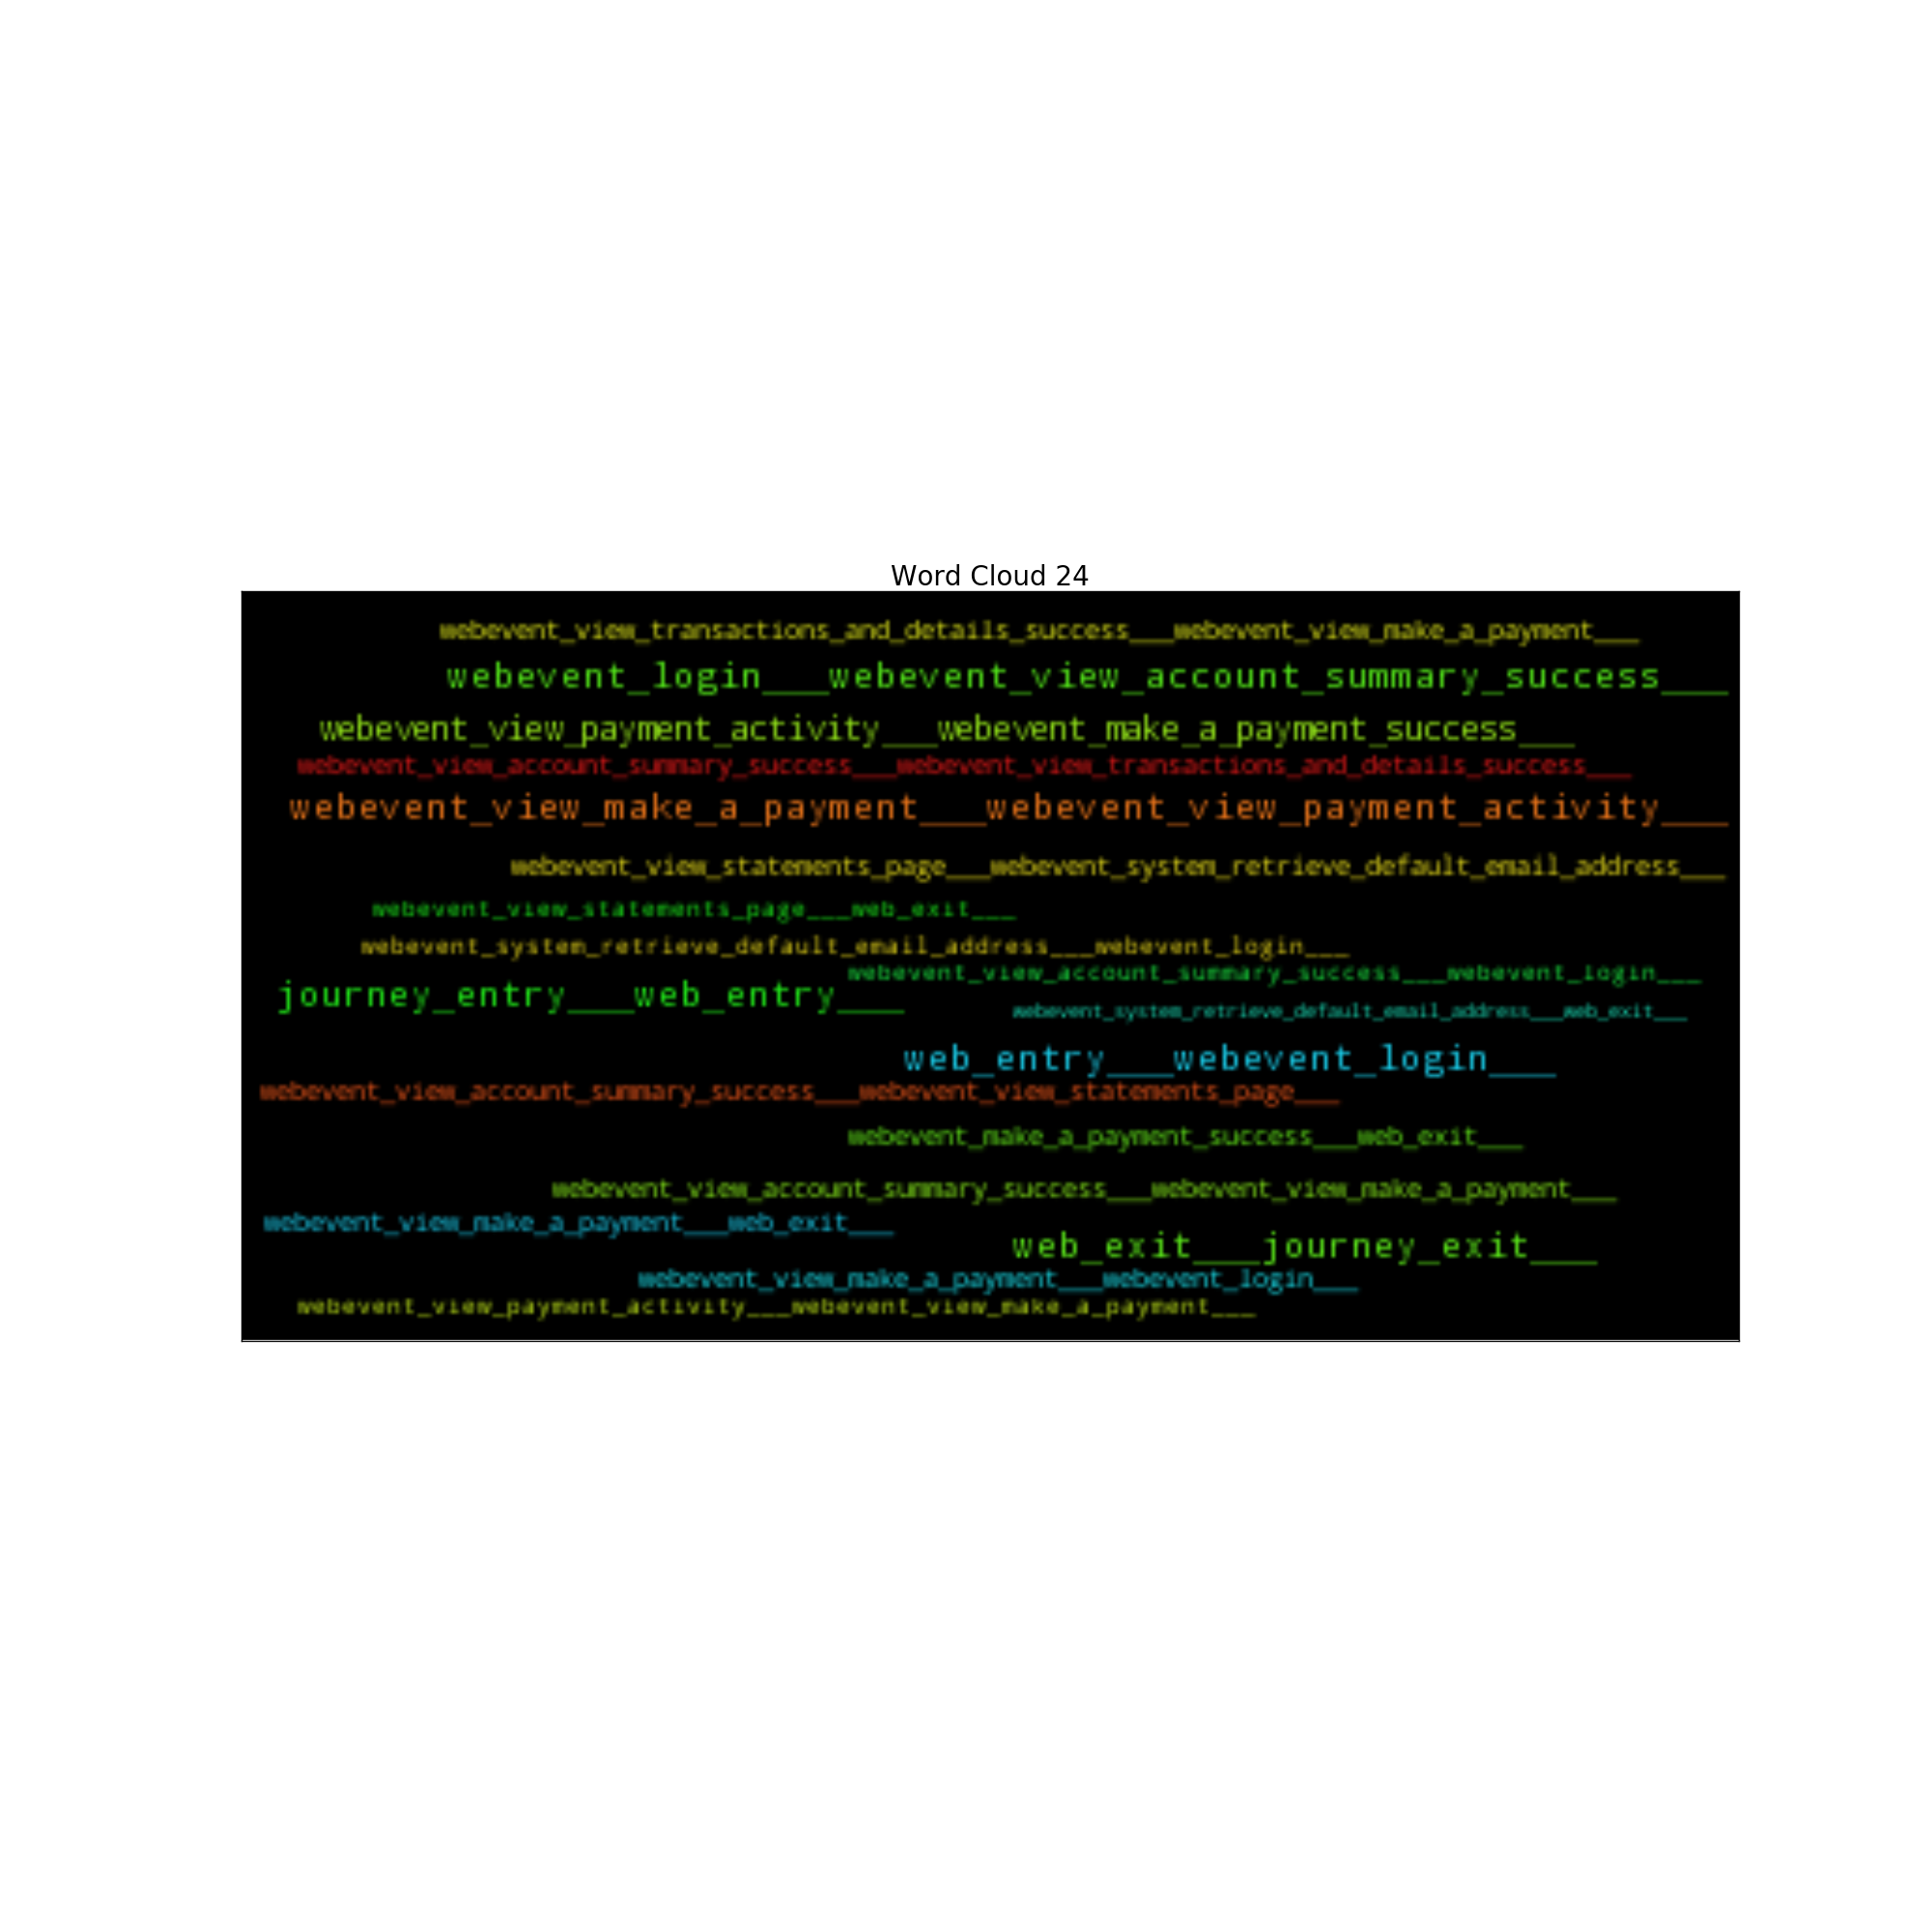 Word Cloud 24
webevent_view_transactions_and_details_success___webevent_view_make_a_payment___
webevent_login___webevent_view_account_summary_success___
webevent_view_payment_activity___webevent_make_a_payment_success___
webevent_view_account_summary_success___webevent_view_transactions_and_details_success___
webevent_view_make_a_payment___webevent_view_payment_activity___
webevent_view_statements_page___webevent_system_retrieve_default_email_address___
webevent_view_statements_page___web_exit___
webevent_system_retrieve_default_email_address___webevent_login___
webevent_view_account_summary_success___webevent_login___
journey_entry___web_entry___
webevent_system_retrieve_default_email_address___web_exit___
web_entry___webevent_login___
webevent_view_account_summary_success___webevent_view_statements_page___
webevent_make_a_payment_success___web_exit___
webevent_view_account_summary_success___webevent_view_make_a_payment___
webevent_view_make_a_payment___web_exit___
web_exit___journey_exit___
webevent_view_make_a_payment___webevent_login___
webevent_view_payment_activity___webevent_view_make_a_payment___